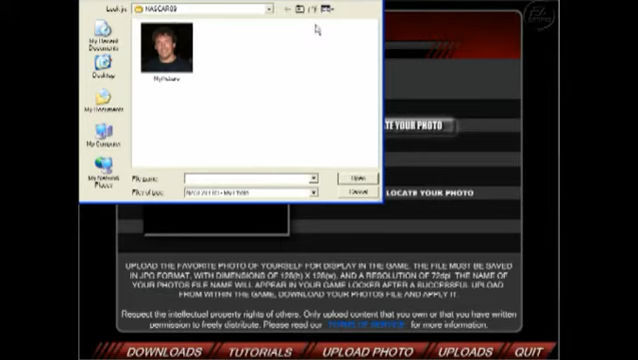 Look in: NASCAR09
My Recent
Documents
Desktop
My Documents
My Computer
My Network
Places
MyPicture
File name:
Open
Files of type:
Cancel
LOCATE YOUR PHOTO
UPLOAD THE FAVORITE PHOTO OF YOURSELF FOR DISPLAY IN THE GAME. THE FILE MUST BE SAVED
IN JPG FORMAT, WITH DIMENSIONS OF 128(h) X 128(w), AND A RESOLUTION OF 72dpi. THE NAME OF
YOUR PHOTOS FILE NAME WILL APPEAR IN YOUR GAME LOCKER AFTER A SUCCESSFUL UPLOAD
FROM WITHIN THE GAME, DOWNLOAD YOUR PHOTOS FILE AND APPLY IT.
Respect the intellectual property rights of others. Only upload content that you own or that you have written
permission to freely distribute. Please read our TERMS OF SERVICE for more information.
DOWNLOADS TUTORIALS UPLOAD PHOTO UPLOADS QUIT